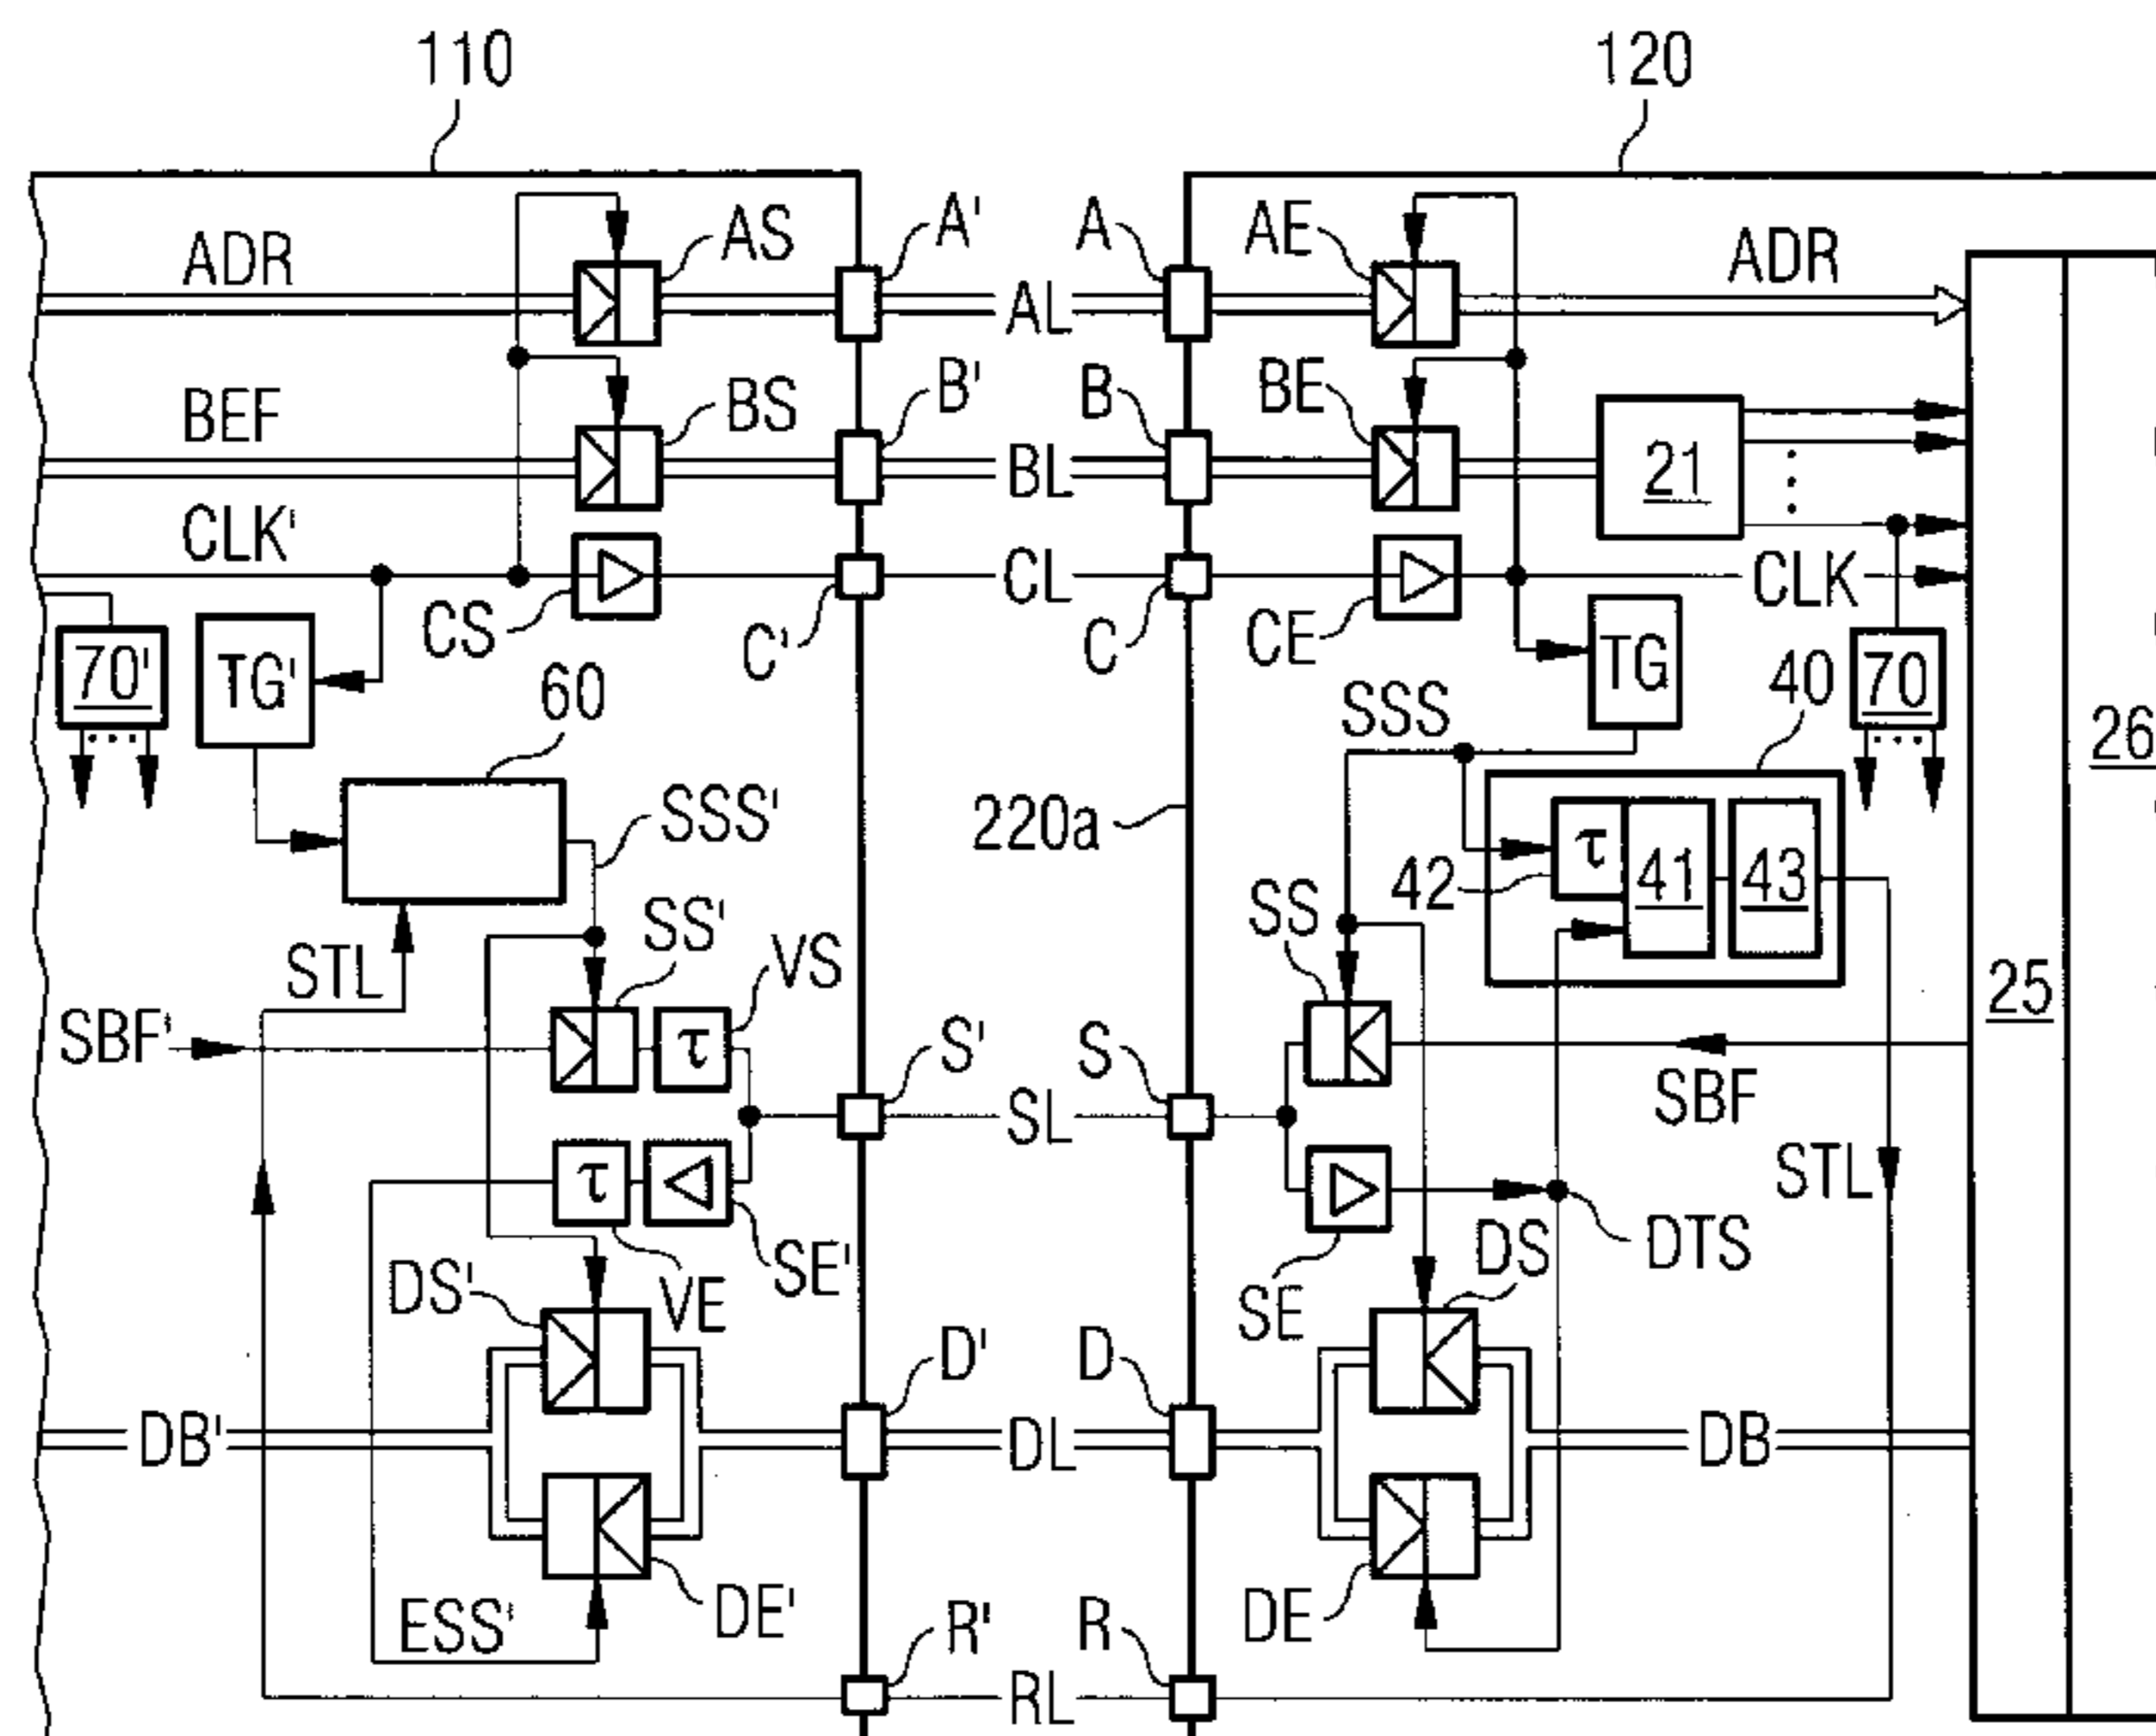 110
120
ADR
AS
A'
A
AE
ADR
AL
BEF
BS
B'
B
BE
BL
21
CLK'
CS
C'
CL
C
CE
CLK
70'
TG'
TG
70
60
SSS
40
26
SSS'
220a
τ
42
41
43
SS'
SS
STL
VS
25
SBF'
τ
S'
S
SBF
SL
τ
STL
SE'
DTS
DS'
VE
SE
DS
D'
D
DB'
DL
DB
ESS'
DE'
DE
R'
R
RL